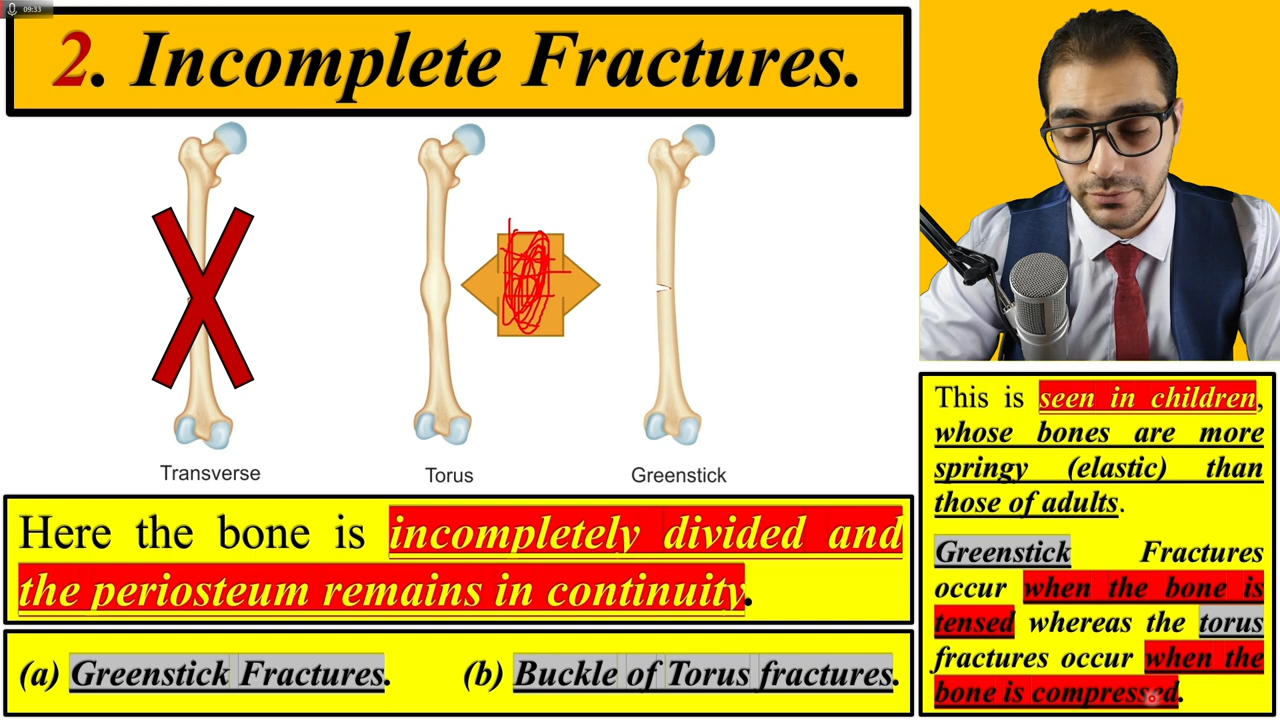 09:33
2. Incomplete Fractures.
Transverse
Torus
Greenstick
Here the bone is incompletely divided and
the periosteum remains in continuity.
(a) Greenstick Fractures.
(b) Buckle of Torus fractures.
This is seen in children,
whose bones are more
springy (elastic) than
those of adults.
Greenstick Fractures
occur when the bone is
tensed whereas the torus
fractures occur when the
bone is compressed.